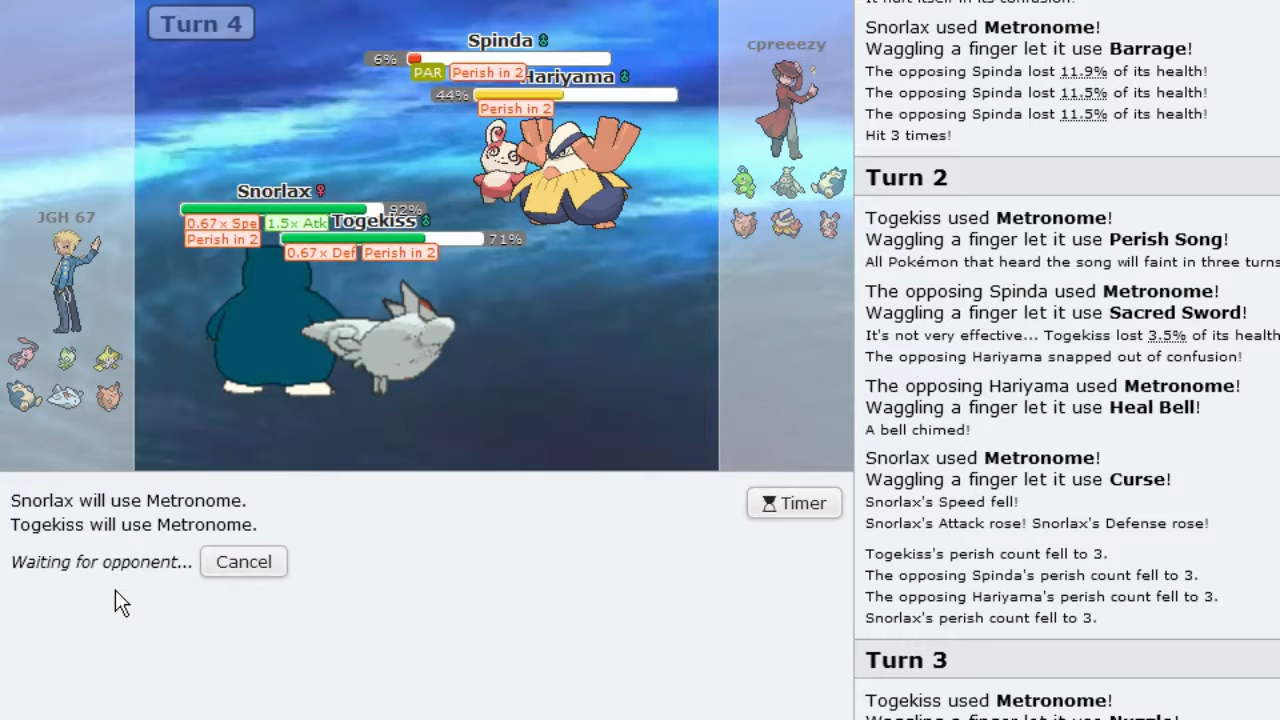 Turn 4
Spinda
6%
PAR
Perish in 2
Hariyama
44%
Perish in 2
Snorlax
92%
0.67x Spe
1.5x Atk
Perish in 2
Togekiss
71%
0.67x Def
Perish in 2
JGH 67
cpreeezy
Snorlax will use Metronome.
Togekiss will use Metronome.
Waiting for opponent...
Cancel
Timer
Snorlax used Metronome!
Waggling a finger let it use Barrage!
The opposing Spinda lost 11.9% of its health!
The opposing Spinda lost 11.5% of its health!
The opposing Spinda lost 11.5% of its health!
Hit 3 times!
Turn 2
Togekiss used Metronome!
Waggling a finger let it use Perish Song!
All Pokémon that heard the song will faint in three turns
The opposing Spinda used Metronome!
Waggling a finger let it use Sacred Sword!
It's not very effective... Togekiss lost 3.5% of its health
The opposing Hariyama snapped out of confusion!
The opposing Hariyama used Metronome!
Waggling a finger let it use Heal Bell!
A bell chimed!
Snorlax used Metronome!
Waggling a finger let it use Curse!
Snorlax's Speed fell!
Snorlax's Attack rose! Snorlax's Defense rose!
Togekiss's perish count fell to 3.
The opposing Spinda's perish count fell to 3.
The opposing Hariyama's perish count fell to 3.
Snorlax's perish count fell to 3.
Turn 3
Togekiss used Metronome!